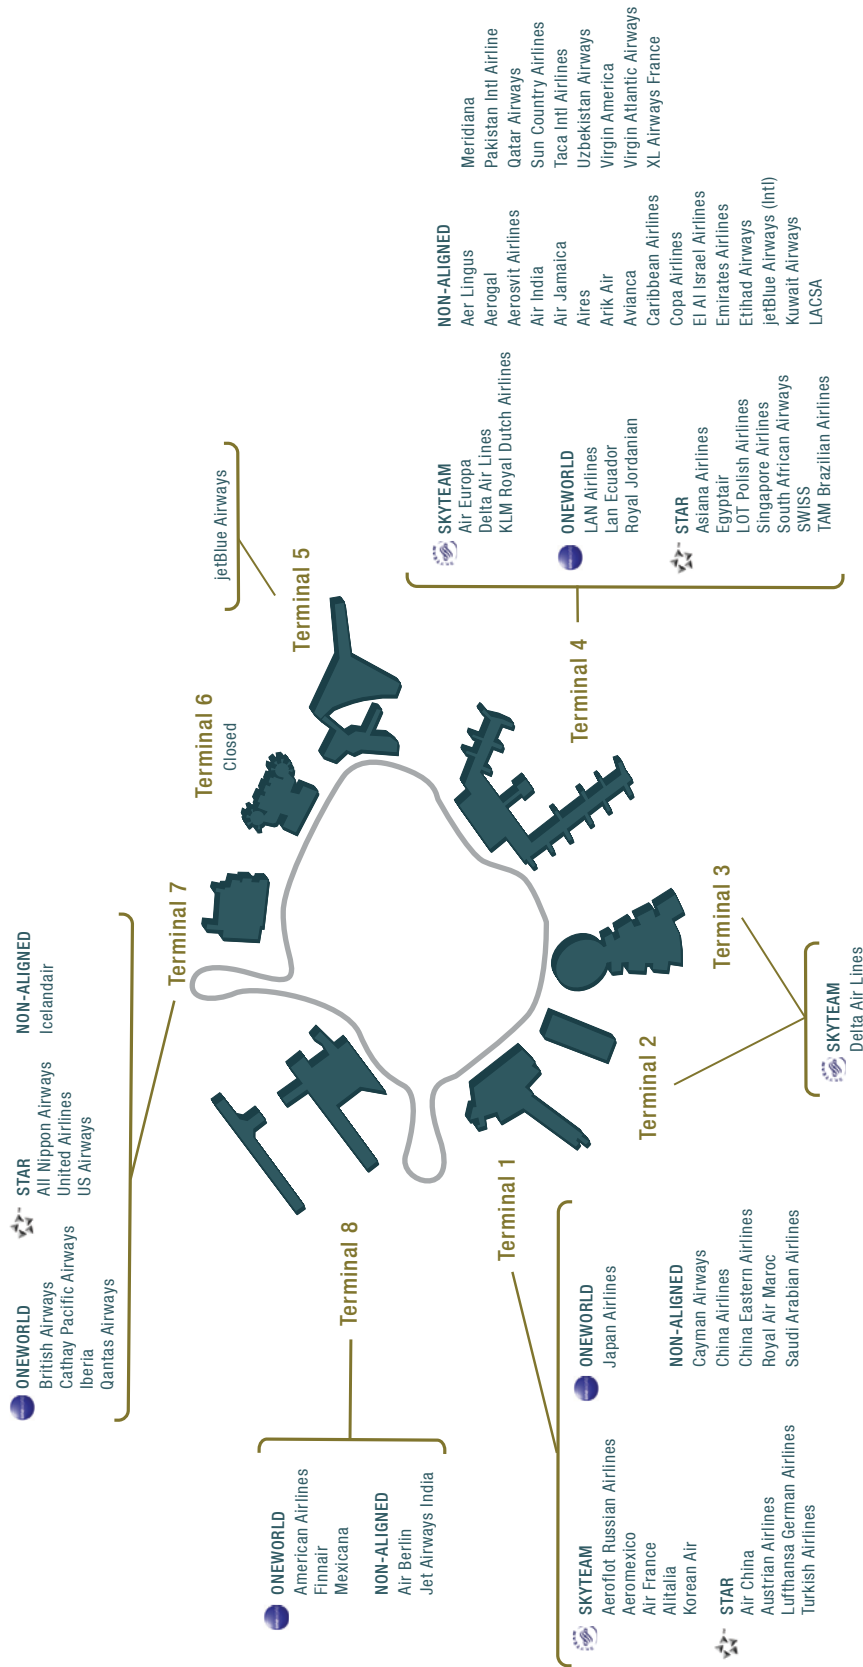 ONEWORLD
British Airways
Cathay Pacific Airways
Iberia
Qantas Airways
STAR
All Nippon Airways
United Airlines
US Airways
NON-ALIGNED
Icelandair
Terminal 7
Terminal 6
Closed
jetBlue Airways
Terminal 5
ONEWORLD
American Airlines
Finnair
Mexicana
NON-ALIGNED
Air Berlin
Jet Airways India
Terminal 8
Terminal 4
SKYTEAM
Air Europa
Delta Air Lines
KLM Royal Dutch Airlines
ONEWORLD
LAN Airlines
Lan Ecuador
Royal Jordanian
STAR
Asiana Airlines
Egyptair
LOT Polish Airlines
Singapore Airlines
South African Airways
SWISS
TAM Brazilian Airlines
NON-ALIGNED
Aer Lingus
Aerogal
Aerosvit Airlines
Air India
Air Jamaica
Aires
Arik Air
Avianca
Caribbean Airlines
Copa Airlines
El Al Israel Airlines
Emirates Airlines
Etihad Airways
jetBlue Airways (Intl)
Kuwait Airways
LACSA
Meridiana
Pakistan Intl Airline
Qatar Airways
Sun Country Airlines
Taca Intl Airlines
Uzbekistan Airways
Virgin America
Virgin Atlantic Airways
XL Airways France
Terminal 1
SKYTEAM
Aeroflot Russian Airlines
Aeromexico
Air France
Alitalia
Korean Air
STAR
Air China
Austrian Airlines
Lufthansa German Airlines
Turkish Airlines
ONEWORLD
Japan Airlines
NON-ALIGNED
Cayman Airways
China Airlines
China Eastern Airlines
Royal Air Maroc
Saudi Arabian Airlines
Terminal 2
Terminal 3
SKYTEAM
Delta Air Lines